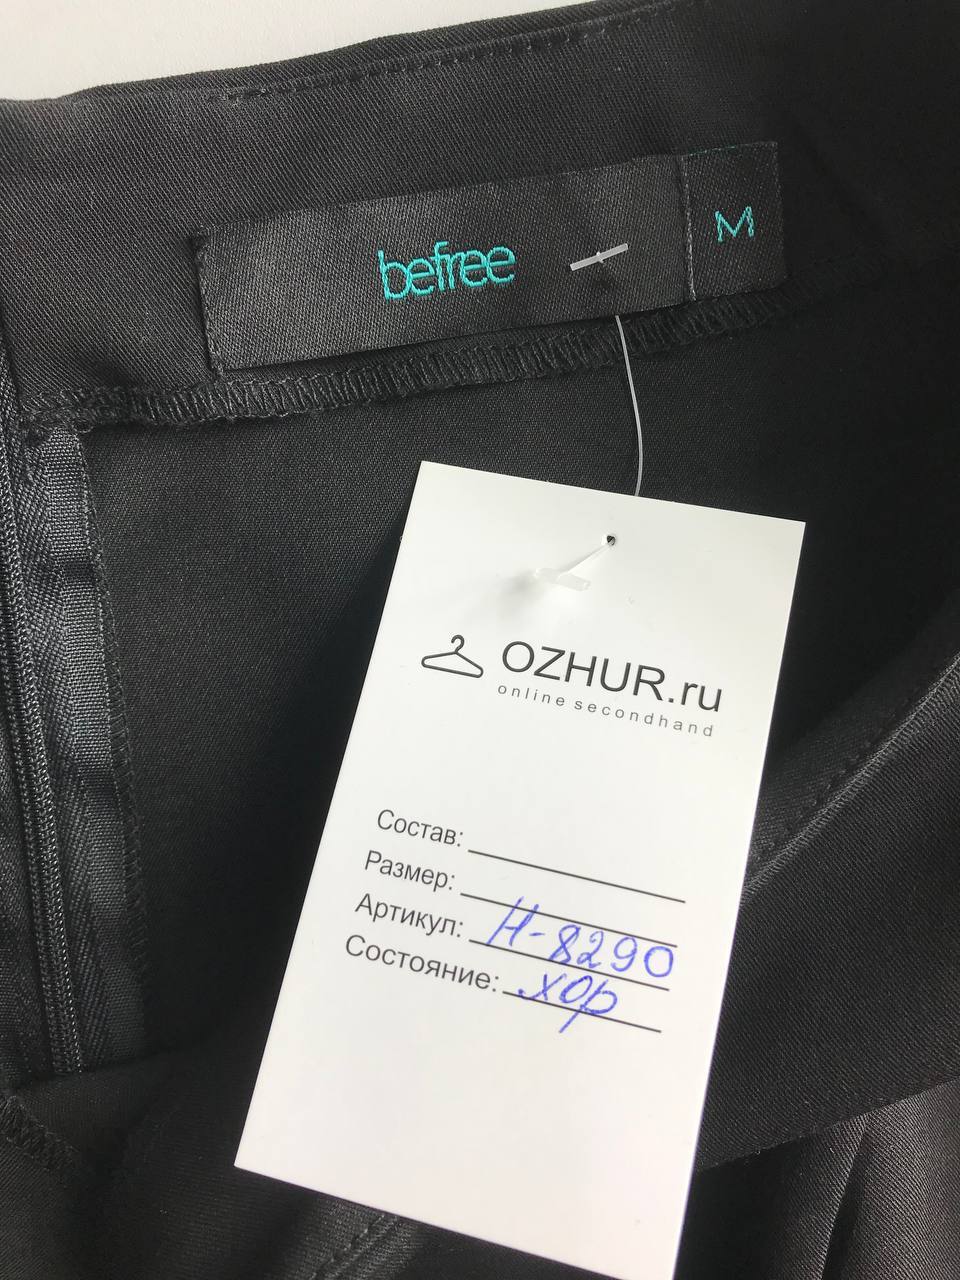 befree
M
OZHUR.ru
online secondhand
Состав:
Размер:
Артикул: Н-8290
Состояние: хор